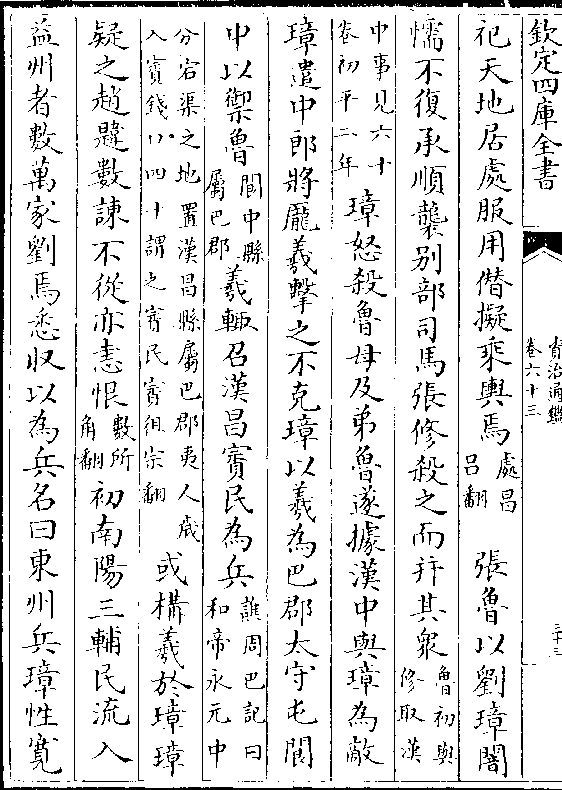 欽定四庫全書
資治通鑑
卷六十三
三十三
祀天地居處服用僭擬乘輿焉處昌
吕翻張魯以劉璋闇
懦不復承順襲别部司馬張修殺之而并其衆魯初與
修取漢
中事見六十
卷初平二年璋怒殺魯母及弟魯遂據漢中與璋為敵
璋遣中郎將龎羲擊之不克璋以羲為巴郡太守屯閬
中以禦魯閬中縣
屬巴郡羲輒召漢昌賨民為兵譙周巴記曰
和帝永元中
分宕渠之地置漢昌縣屬巴郡夷人歲
入賨錢口四十謂之賨民賨徂宗翻或構羲於璋璋
疑之趙韙數諫不從亦恚恨數所
角翻初南陽三輔民流入
益州者數萬家劉焉悉收以為兵名曰東州兵璋性寛